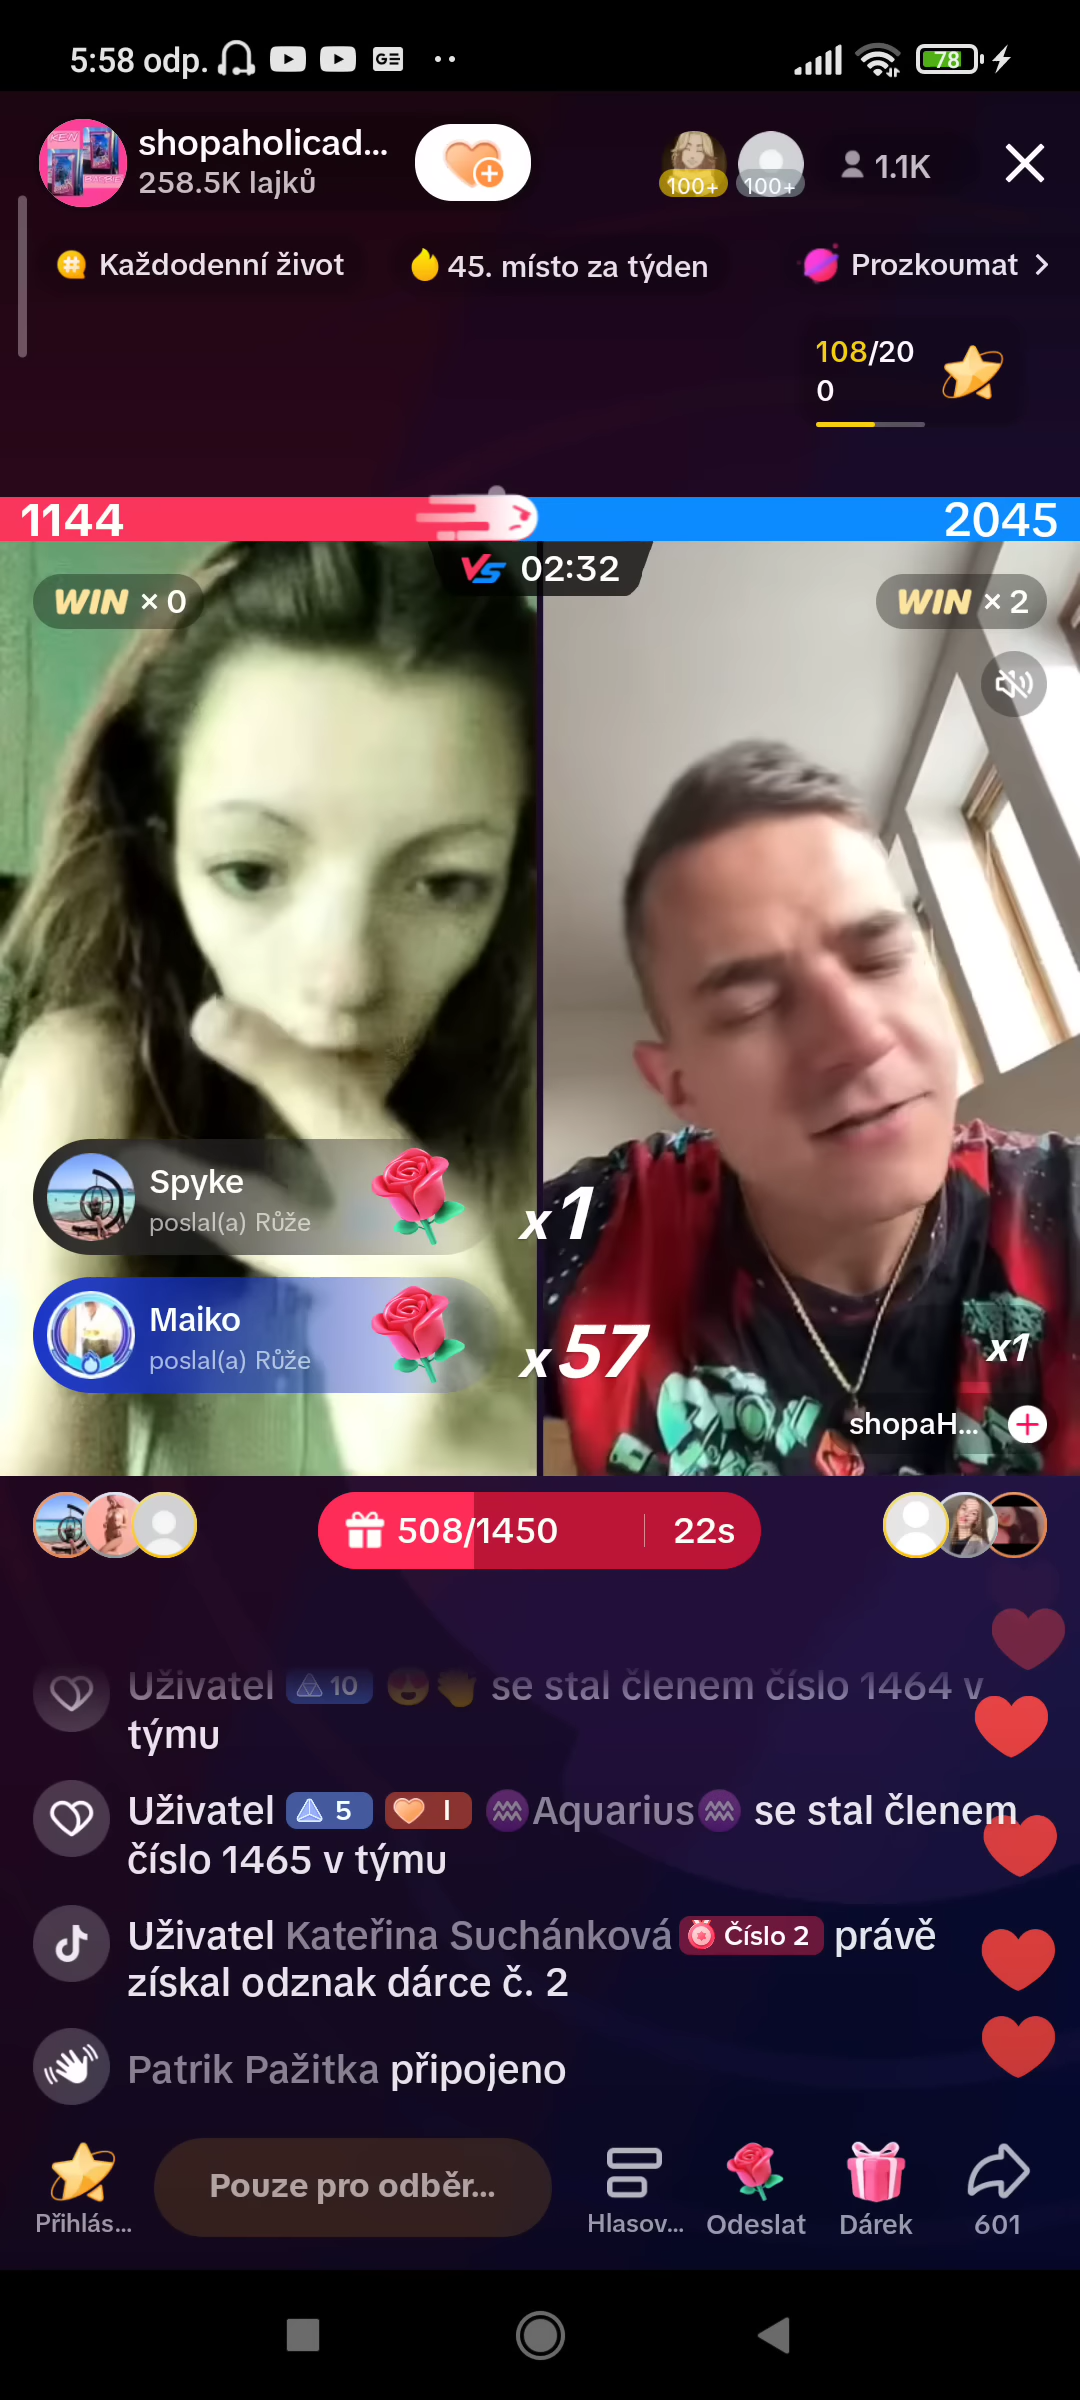 5:58 odp.
78
shopaholicad...
258.5K lajků
100+
100+
1.1K
Každodenní život
45. místo za týden
Prozkoumat
108/20
0
1144
2045
VS 02:32
WIN × 0
WIN × 2
Spyke
poslal(a) Růže
x1
Maiko
poslal(a) Růže
x57
x1
shopaH...
508/1450
22s
Uživatel 10 se stal členem číslo 1464 v
týmu
Uživatel 5 I Aquarius se stal členem
číslo 1465 v týmu
Uživatel Kateřina Suchánková Číslo 2 právě
získal odznak dárce č. 2
Patrik Pažitka připojeno
Přihlás...
Pouze pro odběr...
Hlasov...
Odeslat
Dárek
601